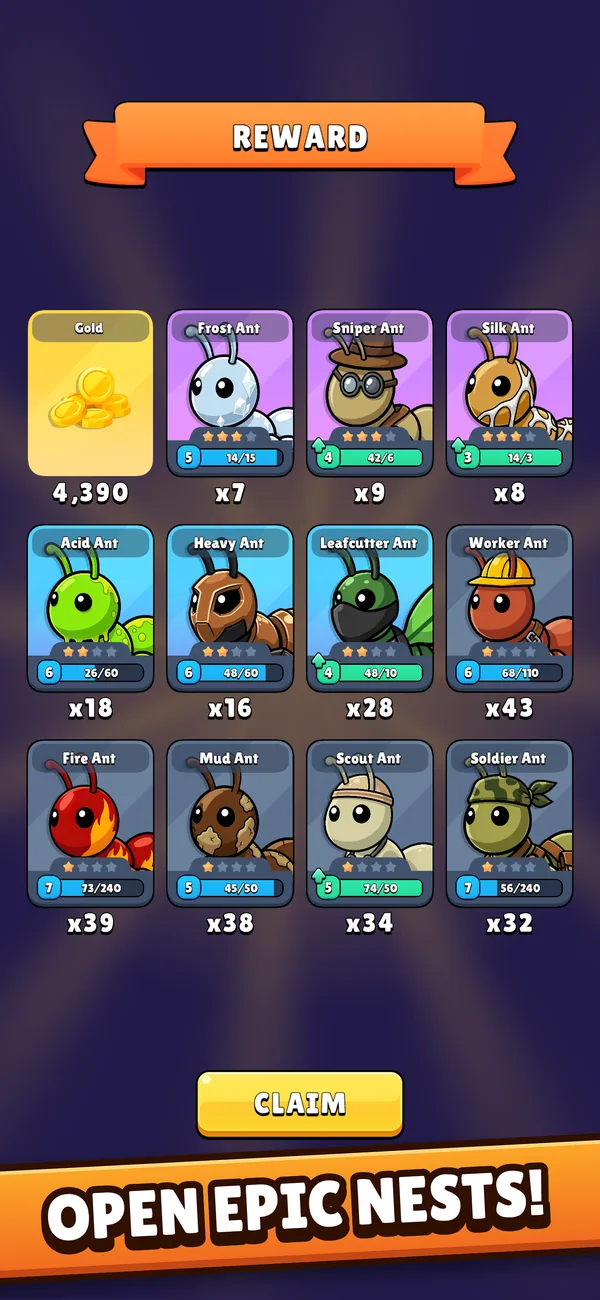 REWARD
Gold
Frost Ant
Sniper Ant
Silk Ant
5 14/15
4 42/6
3 14/3
4,390
x7
x9
x8
Acid Ant
Heavy Ant
Leafcutter Ant
Worker Ant
6 26/60
6 48/60
4 48/10
6 68/110
x18
x16
x28
x43
Fire Ant
Mud Ant
Scout Ant
Soldier Ant
7 73/240
5 45/50
5 74/50
7 56/240
x39
x38
x34
x32
CLAIM
OPEN EPIC NESTS!